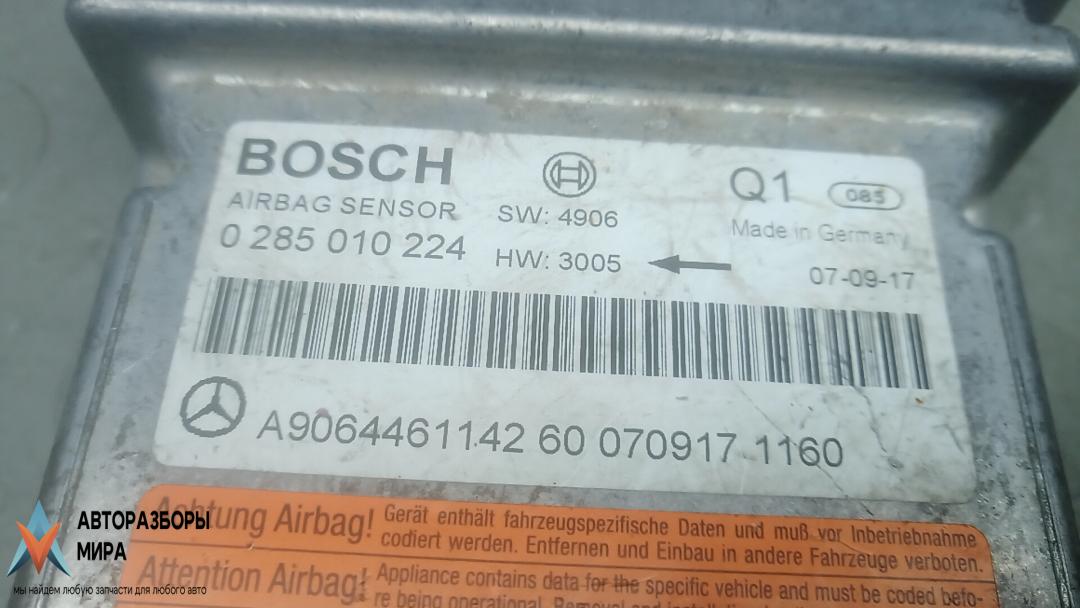 BOSCH
AIRBAG SENSOR
0 285 010 224
SW: 4906
HW: 3005
Q1 085
Made in Germany
07-09-17
A9064461142 60 070917 1160
Achtung Airbag! Gerät enthält fahrzeugspezifische Daten und muß vor Inbetriebnahme
codiert werden. Entfernen und Einbau in andere Fahrzeuge verboten.
Attention Airbag! Appliance contains data for the specific vehicle and must be coded befo-
re being operational. Removal and
АВТОРАЗБОРЫ
МИРА
мы найдем любую запчасти для любого авто